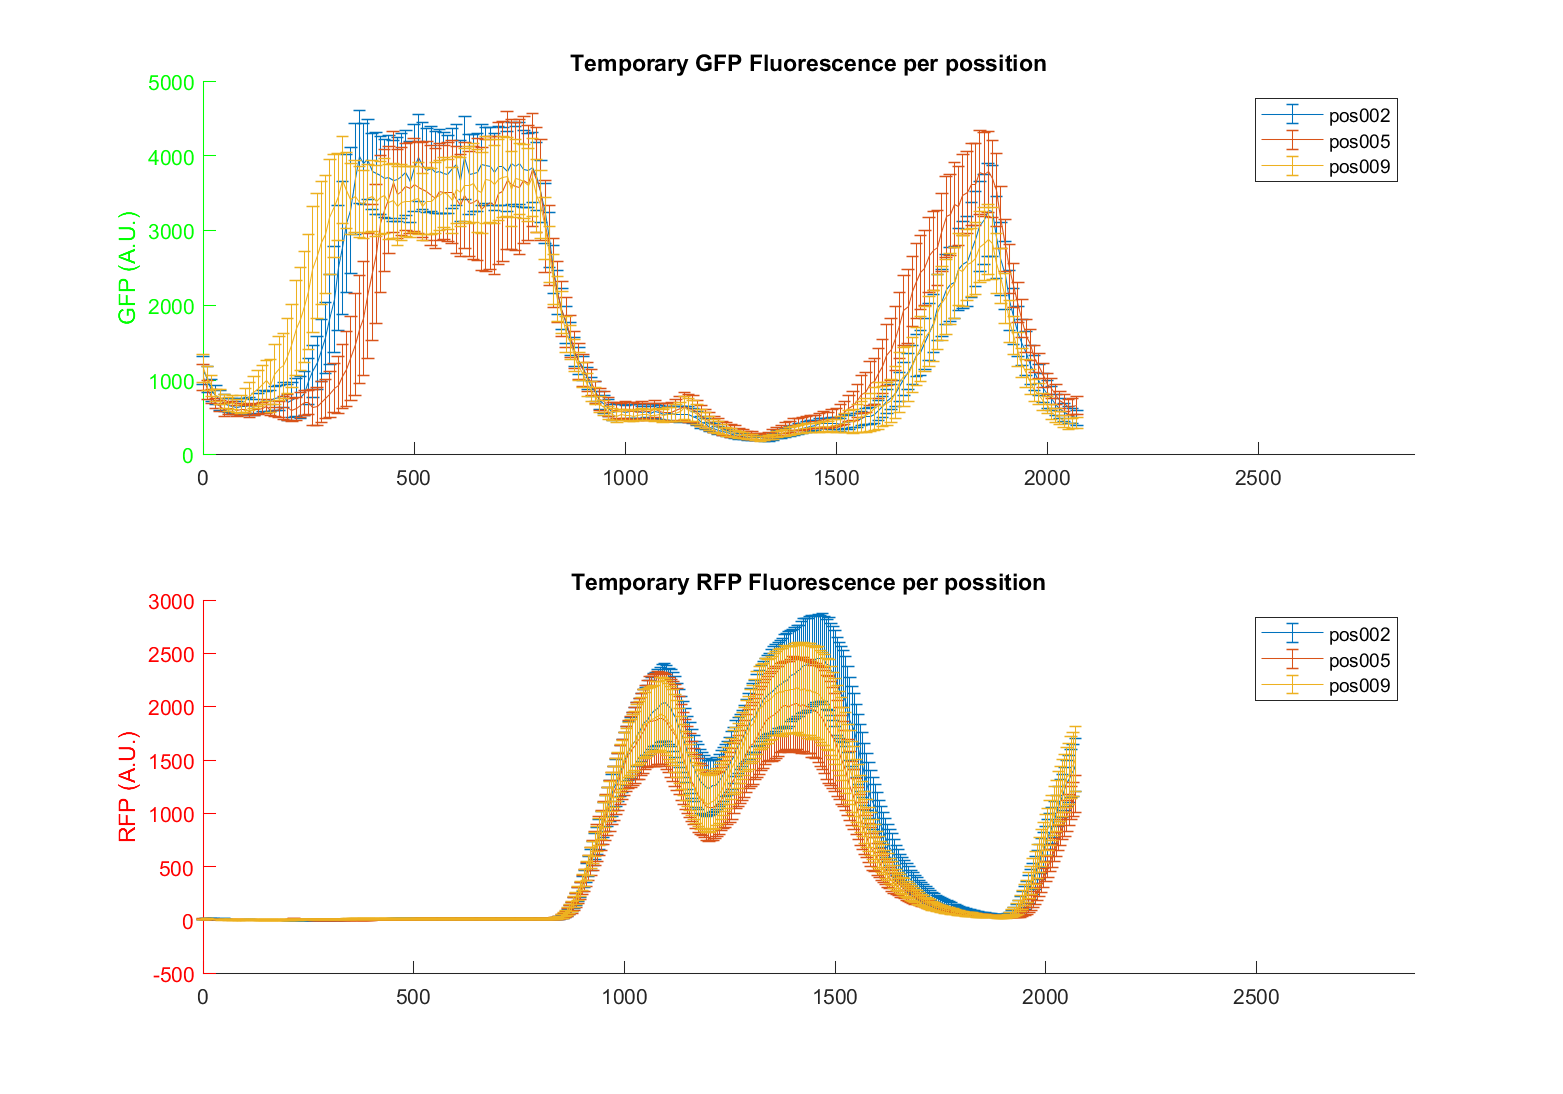 Temporary GFP Fluorescence per possition
5000
4000
3000
2000
1000
0
GFP (A.U.)
0 500 1000 1500 2000 2500
pos002
pos005
pos009
Temporary RFP Fluorescence per possition
3000
2500
2000
1500
1000
500
0
-500
RFP (A.U.)
0 500 1000 1500 2000 2500
pos002
pos005
pos009